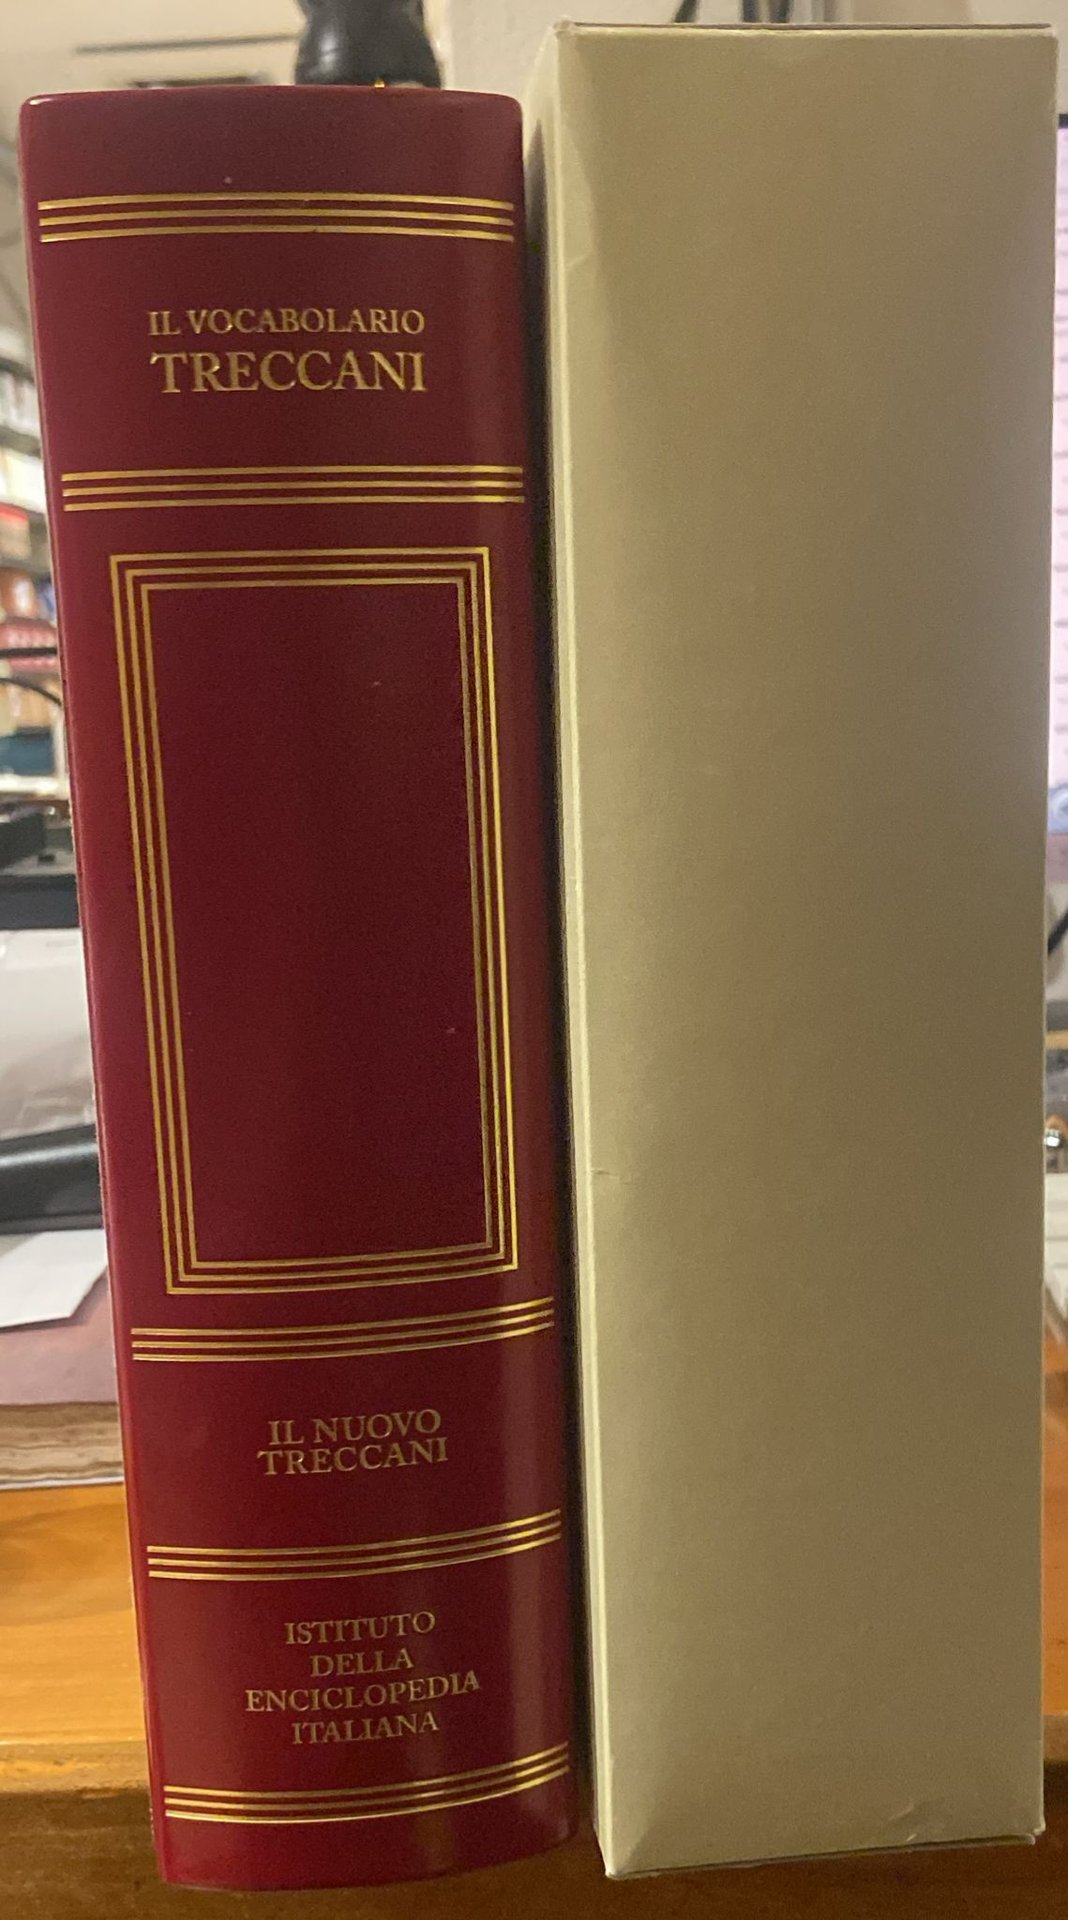 IL VOCABOLARIO
TRECCANI
IL NUOVO
TRECCANI
ISTITUTO
DELLA
ENCICLOPEDIA
ITALIANA